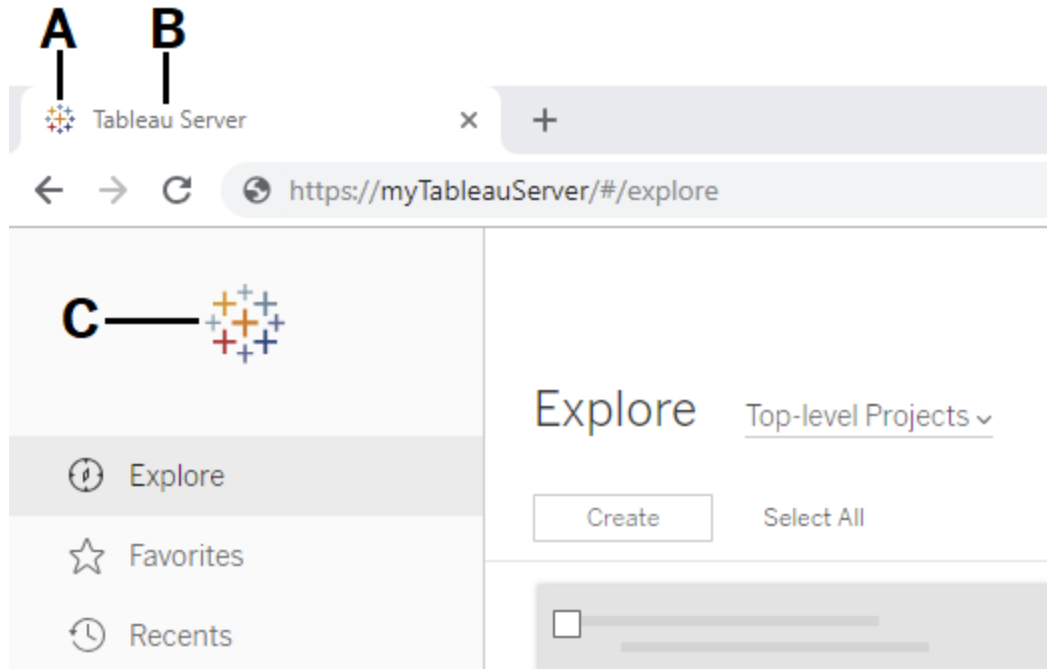 A B
Tableau Server
https://myTableauServer/#/explore
C
Explore Top-level Projects
Create Select All
Explore
Favorites
Recents